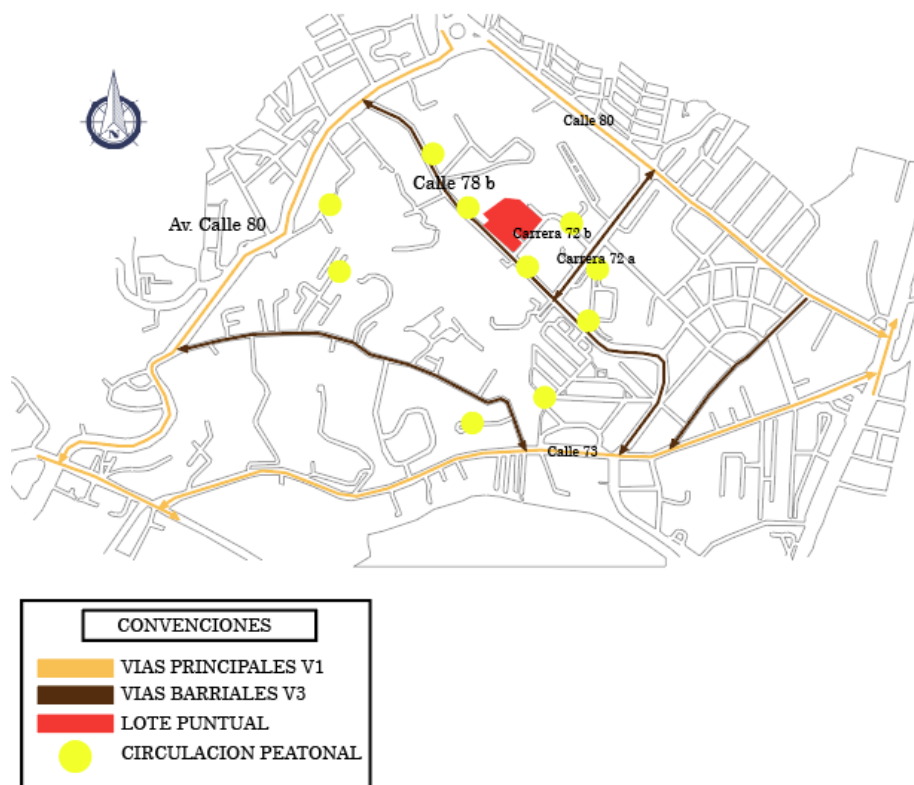 Calle 80
Calle 78 b
Av. Calle 80
Carrera 72 b
Carrera 72 a
Calle 73
N
CONVENCIONES
VIAS PRINCIPALES V1
VIAS BARRIALES V3
LOTE PUNTUAL
CIRCULACION PEATONAL